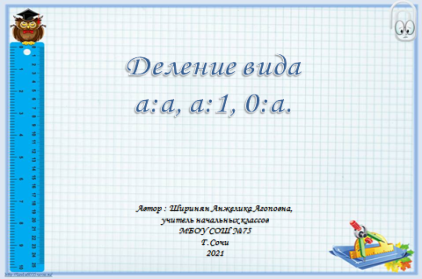 Деление вида
а:а, а:1, 0:а.
Автор : Ширинян Анжелика Агоповна,
учитель начальных классов
МБОУ СОШ №75
Г. Сочи
2021